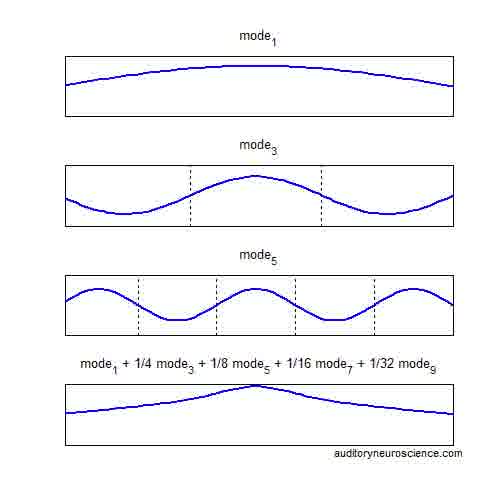 mode1
mode3
mode5
mode1 + 1/4 mode3 + 1/8 mode5 + 1/16 mode7 + 1/32 mode9
auditoryneuroscience.com